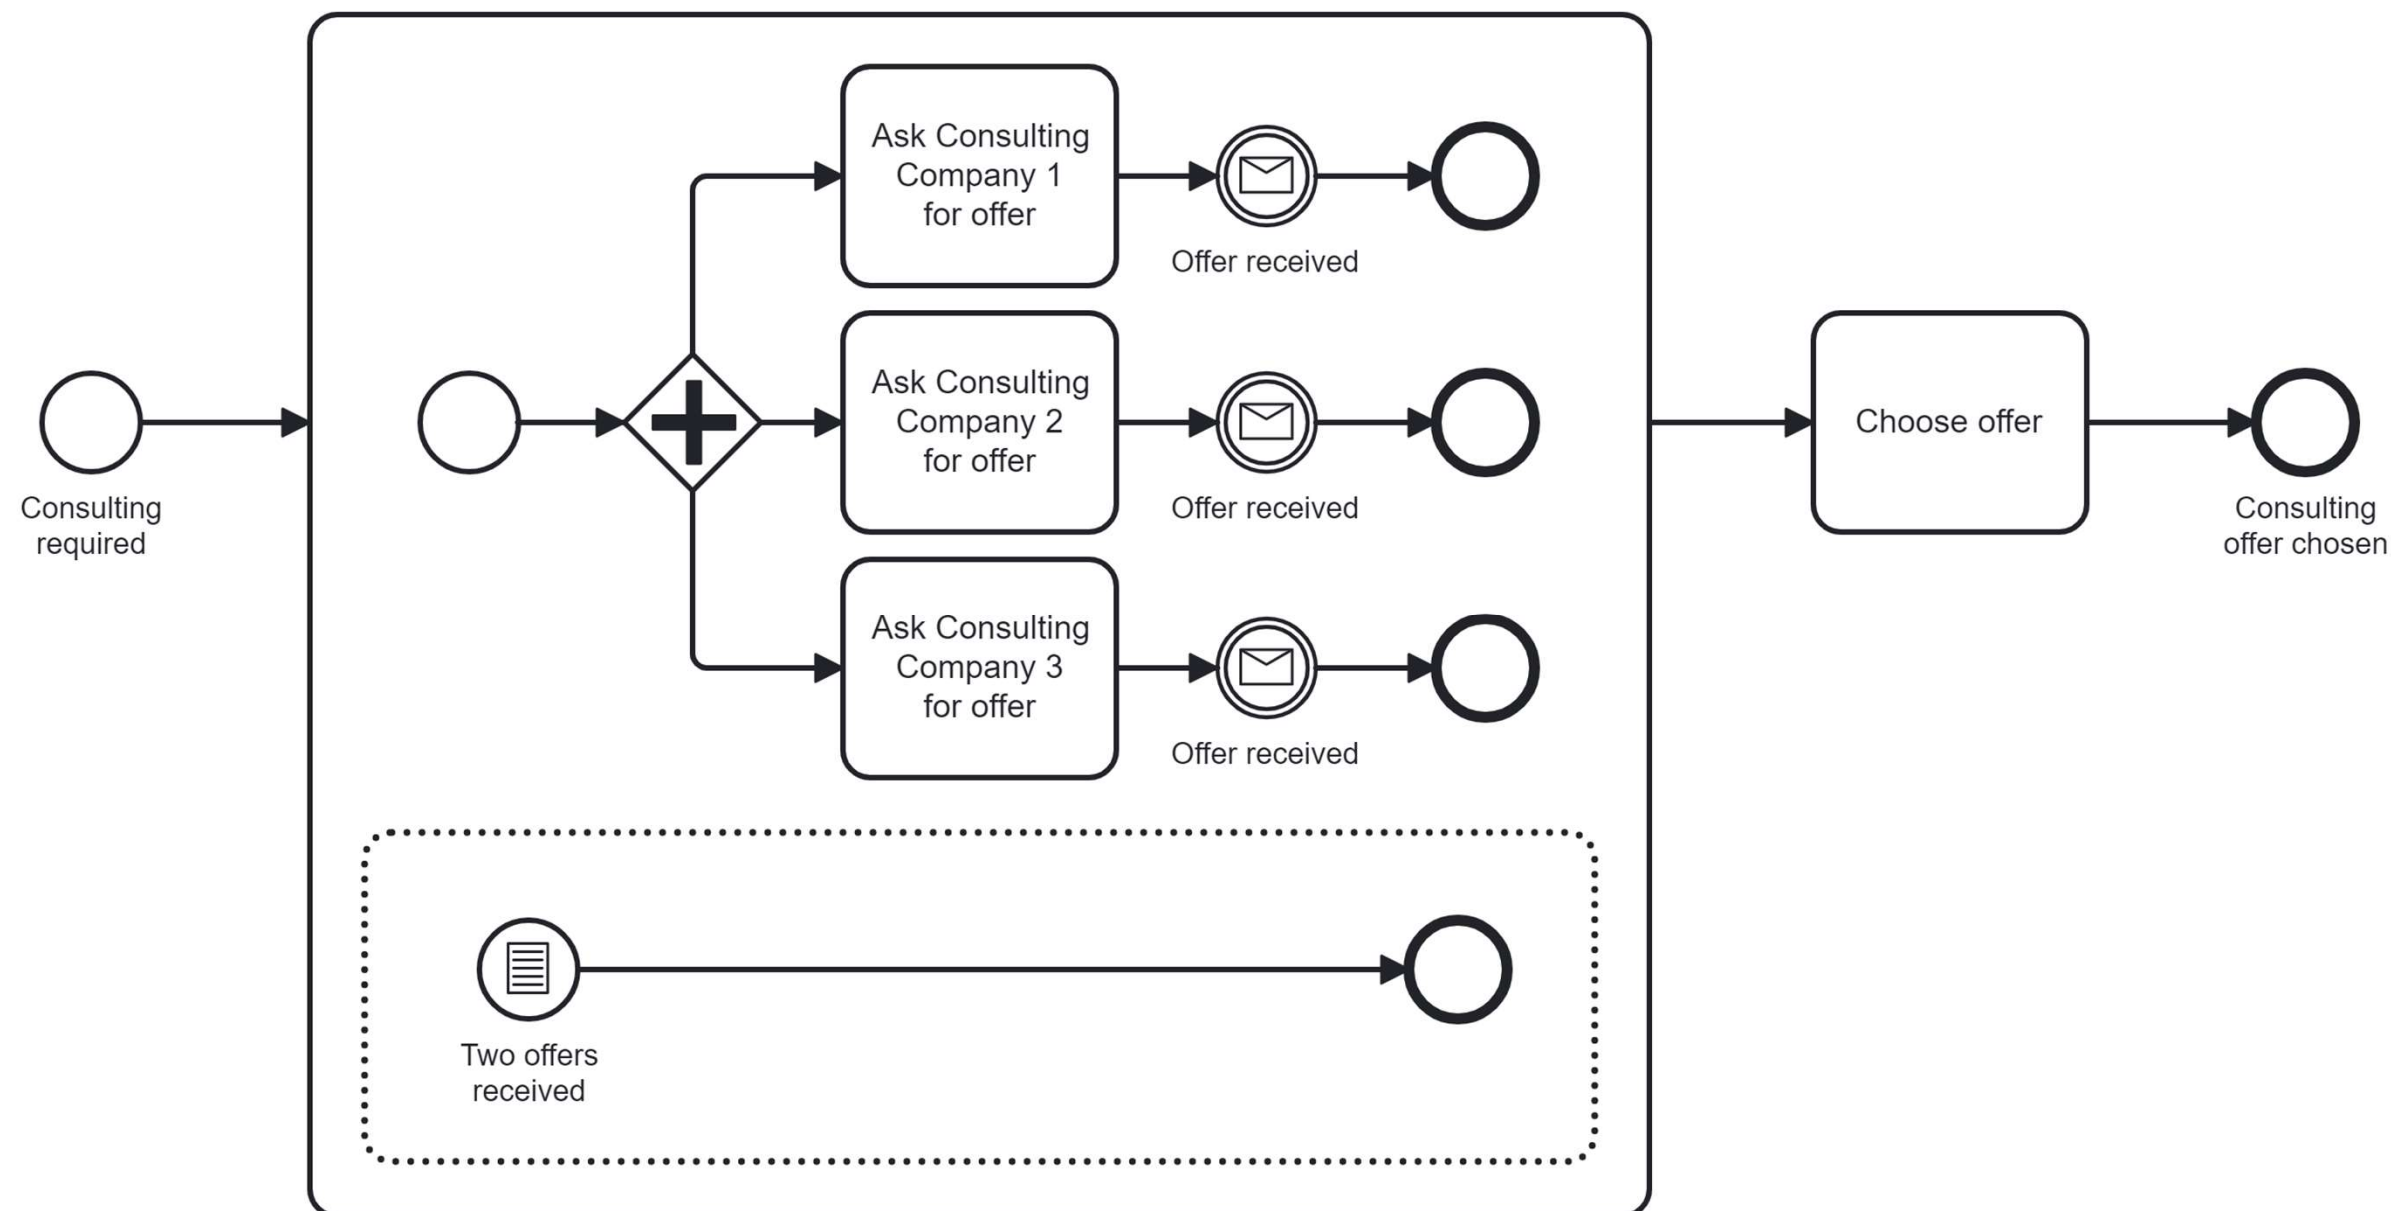 Ask Consulting
Company 1
for offer
Offer received
Consulting
required
Ask Consulting
Company 2
for offer
Offer received
Choose offer
Consulting
offer chosen
Ask Consulting
Company 3
for offer
Offer received
Two offers
received